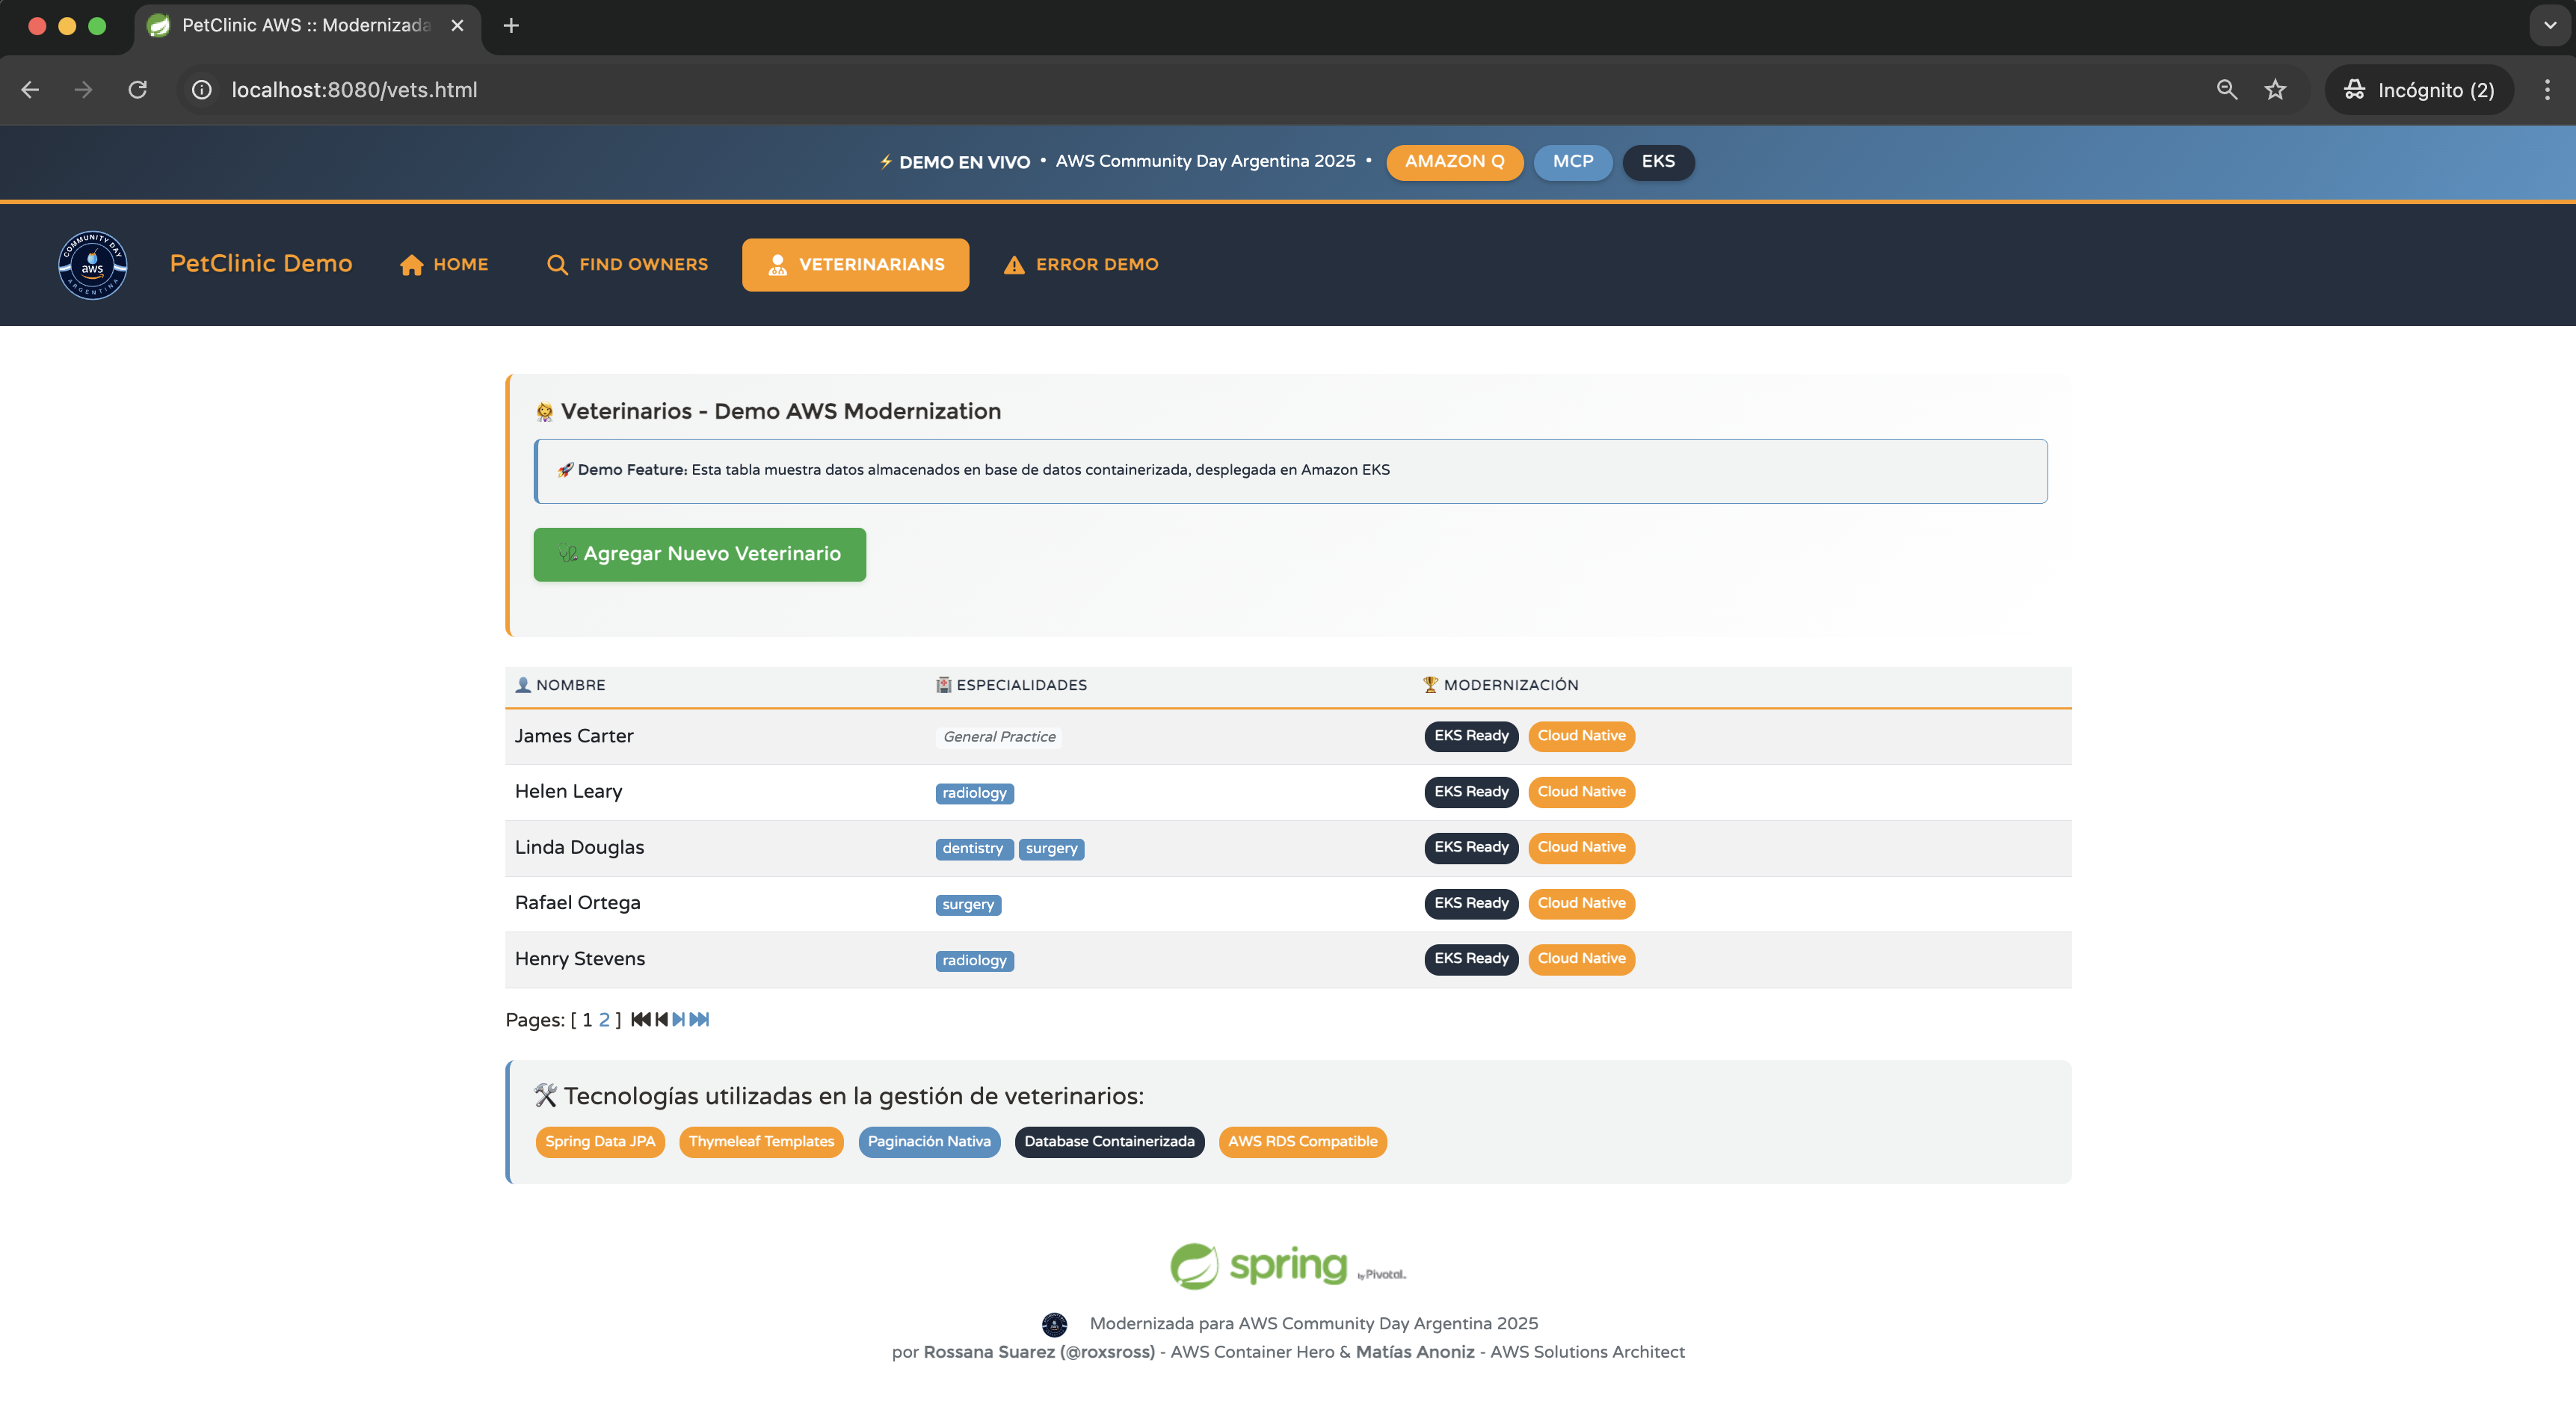 PetClinic AWS :: Modernizada
localhost:8080/vets.html
Incógnito (2)
⚡ DEMO EN VIVO • AWS Community Day Argentina 2025 • AMAZON Q MCP EKS
COMMUNITY DAY
aws
ARGENTINA
PetClinic Demo HOME FIND OWNERS VETERINARIANS ERROR DEMO
Veterinarios - Demo AWS Modernization
Demo Feature: Esta tabla muestra datos almacenados en base de datos containerizada, desplegada en Amazon EKS
Agregar Nuevo Veterinario
NOMBRE ESPECIALIDADES MODERNIZACIÓN
James Carter General Practice EKS Ready Cloud Native
Helen Leary radiology EKS Ready Cloud Native
Linda Douglas dentistry surgery EKS Ready Cloud Native
Rafael Ortega surgery EKS Ready Cloud Native
Henry Stevens radiology EKS Ready Cloud Native
Pages: [ 1 2 ]
Tecnologías utilizadas en la gestión de veterinarios:
Spring Data JPA Thymeleaf Templates Paginación Nativa Database Containerizada AWS RDS Compatible
spring by Pivotal.
Modernizada para AWS Community Day Argentina 2025
por Rossana Suarez (@roxsross) - AWS Container Hero & Matías Anoniz - AWS Solutions Architect